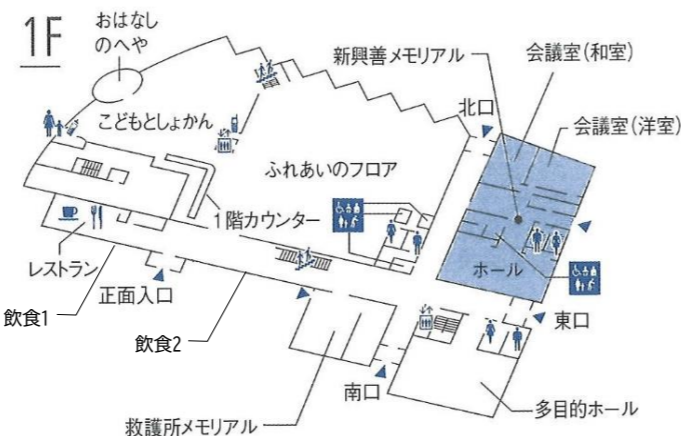 1F
おはなし
のへや
新興善メモリアル
会議室(和室)
北口
会議室(洋室)
こどもとしょかん
ふれあいのフロア
1階カウンター
レストラン
ホール
正面入口
飲食1
飲食2
東口
南口
多目的ホール
救護所メモリアル